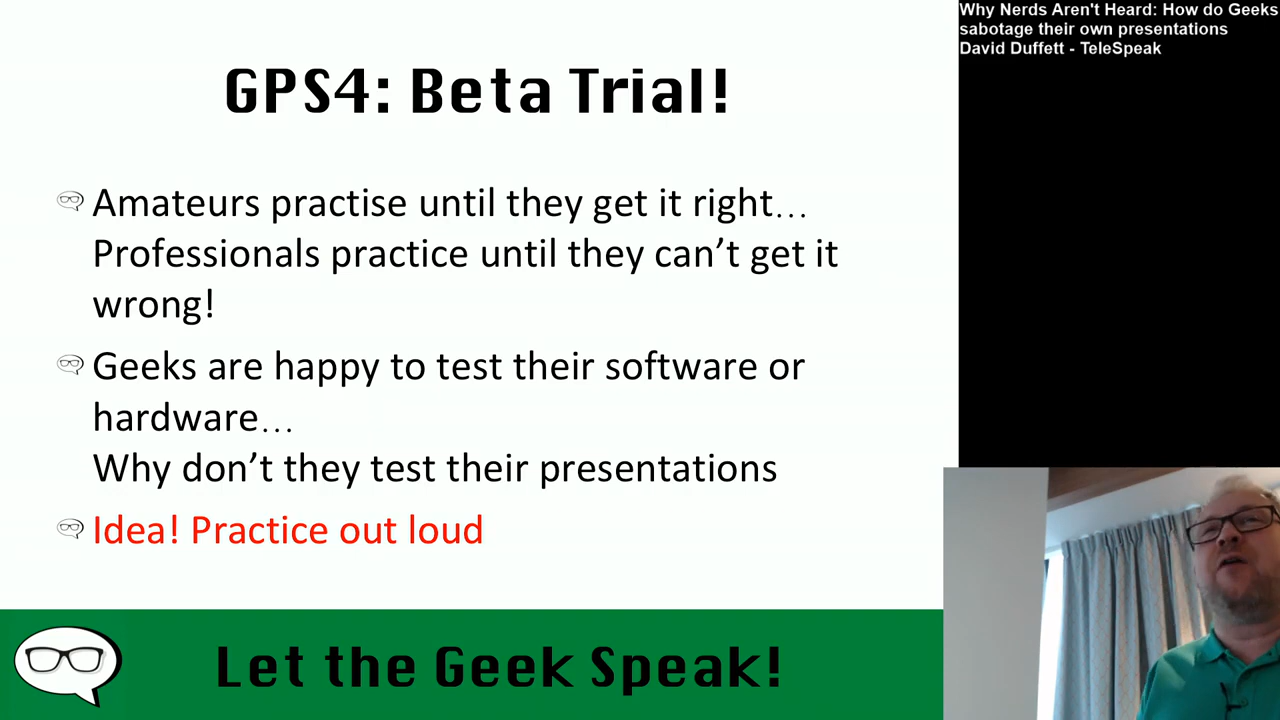 Why Nerds Aren't Heard: How do Geeks
sabotage their own presentations
David Duffett - TeleSpeak
GPS4: Beta Trial!
Amateurs practise until they get it right…
Professionals practice until they can’t get it
wrong!
Geeks are happy to test their software or
hardware…
Why don’t they test their presentations
Idea! Practice out loud
Let the Geek Speak!